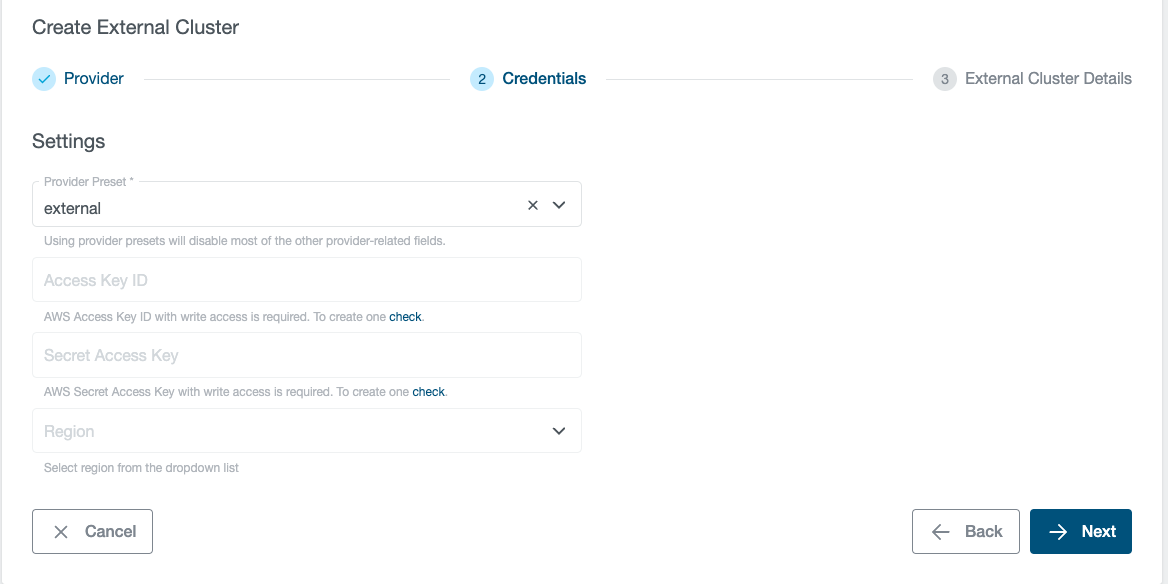 Create External Cluster
Provider
2 Credentials
3 External Cluster Details
Settings
Provider Preset *
external
Using provider presets will disable most of the other provider-related fields.
Access Key ID
AWS Access Key ID with write access is required. To create one check.
Secret Access Key
AWS Secret Access Key with write access is required. To create one check.
Region
Select region from the dropdown list
Cancel
Back
Next